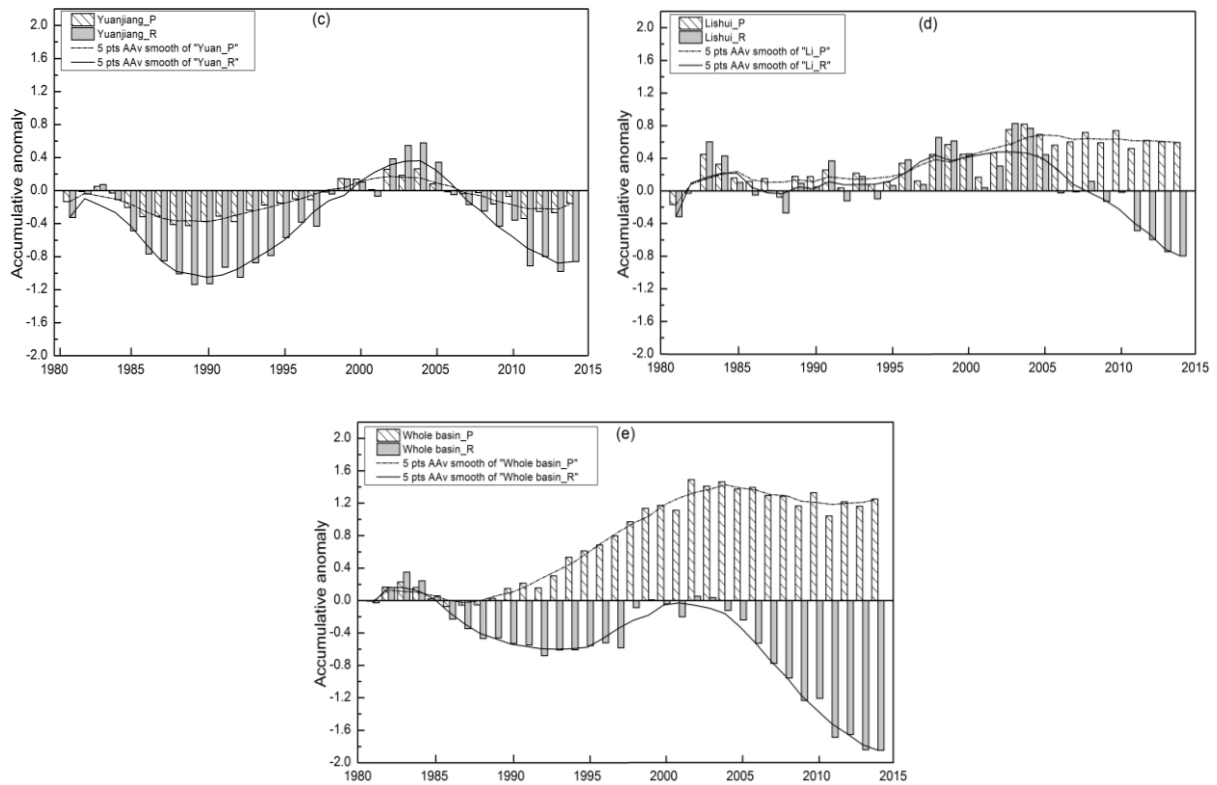 (c)
Yuanjiang_P
Yuanjiang_R
5 pts AAv smooth of "Yuan_P"
5 pts AAv smooth of "Yuan_R"
Accumulative anomaly
2.0
1.6
1.2
0.8
0.4
0.0
-0.4
-0.8
-1.2
-1.6
-2.0
1980 1985 1990 1995 2000 2005 2010 2015
(d)
Lishui_P
Lishui_R
5 pts AAv smooth of "Li_P"
5 pts AAv smooth of "Li_R"
Accumulative anomaly
2.0
1.6
1.2
0.8
0.4
0.0
-0.4
-0.8
-1.2
-1.6
-2.0
1980 1985 1990 1995 2000 2005 2010 2015
(e)
Whole basin_P
Whole basin_R
5 pts AAv smooth of "Whole basin_P"
5 pts AAv smooth of "Whole basin_R"
Accumulative anomaly
2.0
1.6
1.2
0.8
0.4
0.0
-0.4
-0.8
-1.2
-1.6
-2.0
1980 1985 1990 1995 2000 2005 2010 2015